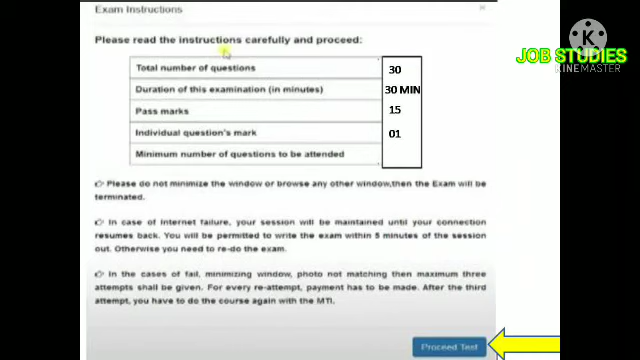 Exam Instructions
×
Please read the instructions carefully and proceed:
Total number of questions 30
Duration of this examination (in minutes) 30 MIN
Pass marks 15
Individual question's mark 01
Minimum number of questions to be attended
Please do not minimize the window or browse any other window,then the Exam will be
terminated.
In case of Internet failure, your session will be maintained until your connection
resumes back. You will be permitted to write the exam within 5 minutes of the session
out. Otherwise you need to re-do the exam.
In the cases of fail, minimizing window, photo not matching then maximum three
attempts shall be given. For every re-attempt, payment has to be made. After the third
attempt, you have to do the course again with the MTI.
Proceed Test
JOB STUDIES
Made with
KINEMASTER